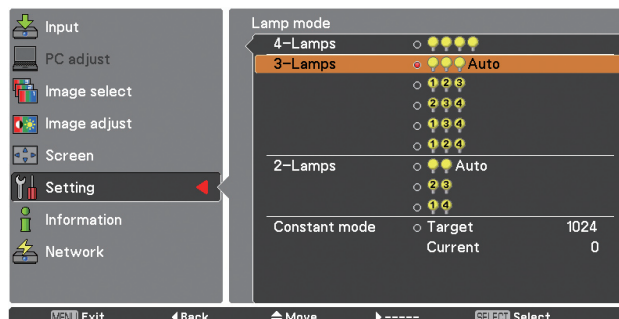 Input
PC adjust
Image select
Image adjust
Screen
Setting
Information
Network
Lamp mode
4-Lamps
3-Lamps Auto
1 2 3
2 3 4
1 3 4
1 2 4
2-Lamps Auto
2 3
1 4
Constant mode Target 1024
Current 0
MENU Exit Back Move ----- SELECT Select